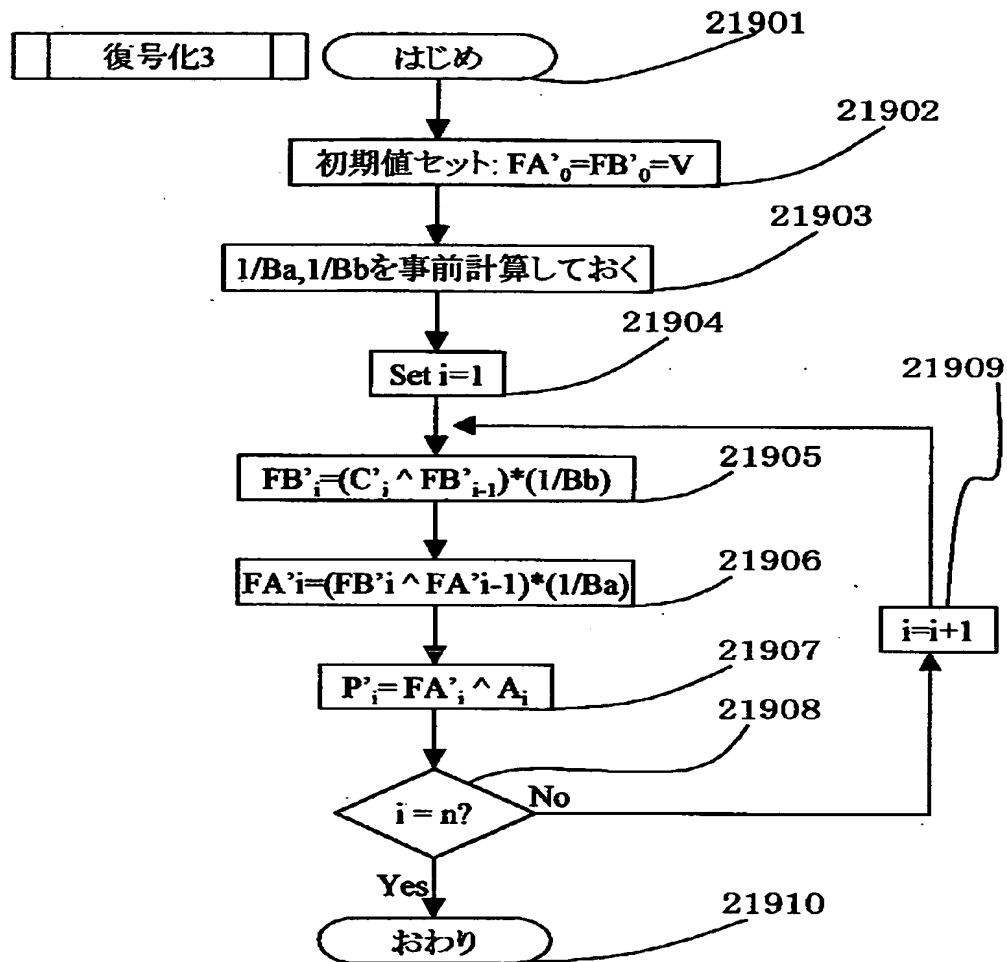 21901
復号化3
はじめ
21902
初期値セット: FA'₀=FB'₀=V
21903
1/Ba,1/Bbを事前計算しておく
21904
Set i=1
21909
21905
FB'ᵢ=(C'ᵢ ^ FB'ᵢ₋₁)*(1/Bb)
21906
FA'i=(FB'i ^ FA'i-1)*(1/Ba)
i=i+1
21907
P'ᵢ= FA'ᵢ ^ Aᵢ
21908
i = n?
No
Yes
21910
おわり